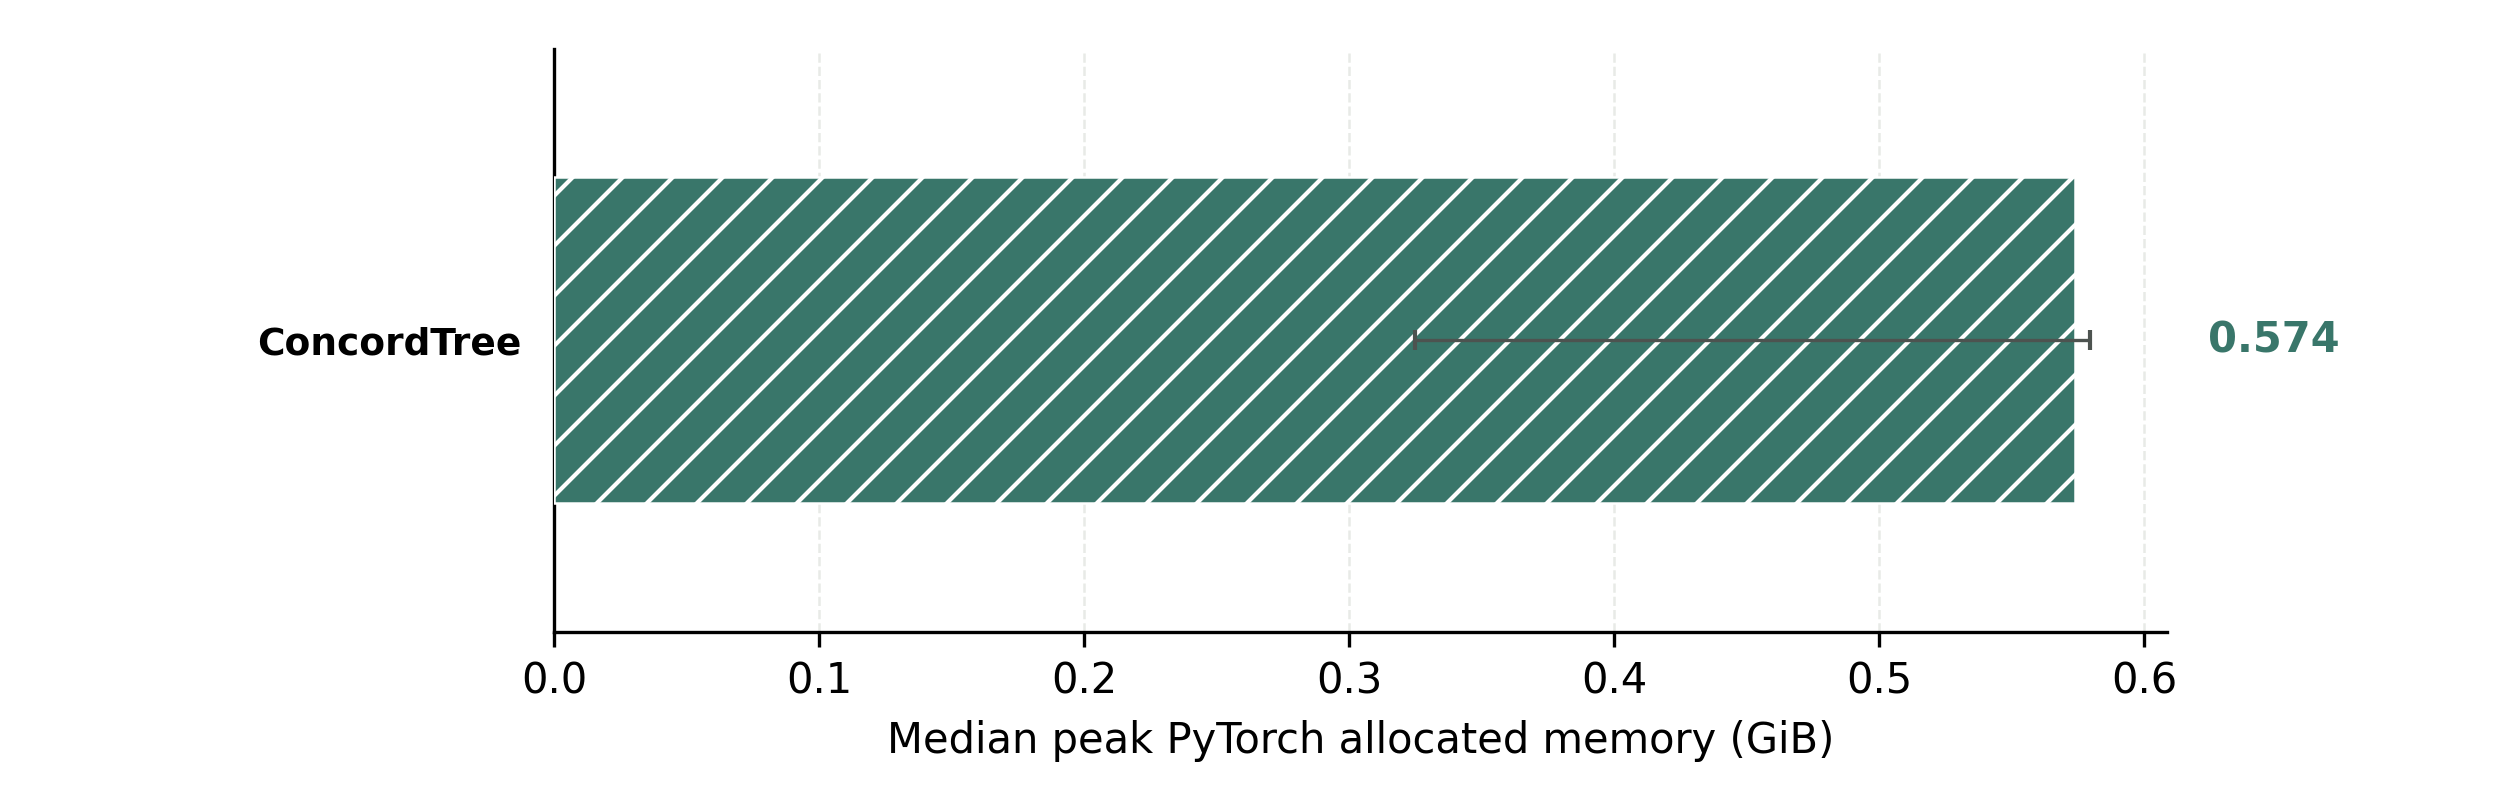 ConcordTree
0.574
0.0 0.1 0.2 0.3 0.4 0.5 0.6
Median peak PyTorch allocated memory (GiB)